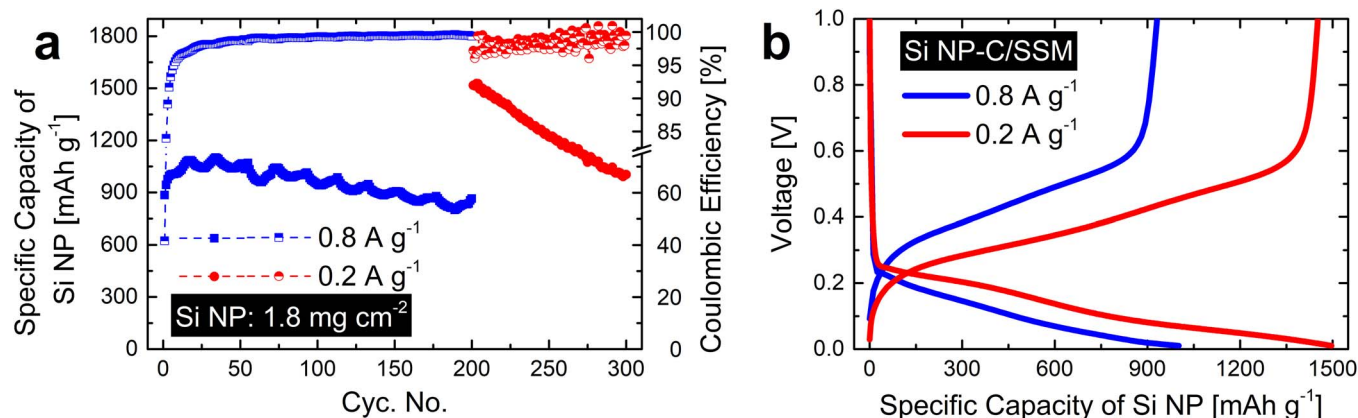 a
Specific Capacity of
Si NP [mAh g⁻¹]
1800
1500
1200
900
600
300
0
0.8 A g⁻¹
0.2 A g⁻¹
Si NP: 1.8 mg cm⁻²
100
95
90
85
80
60
40
20
10
0
Coulombic Efficiency [%]
0 50 100 150 200 250 300
Cyc. No.
b
Voltage [V]
1.0
0.8
0.6
0.4
0.2
0.0
Si NP-C/SSM
0.8 A g⁻¹
0.2 A g⁻¹
0 300 600 900 1200 1500
Specific Capacity of Si NP [mAh g⁻¹]